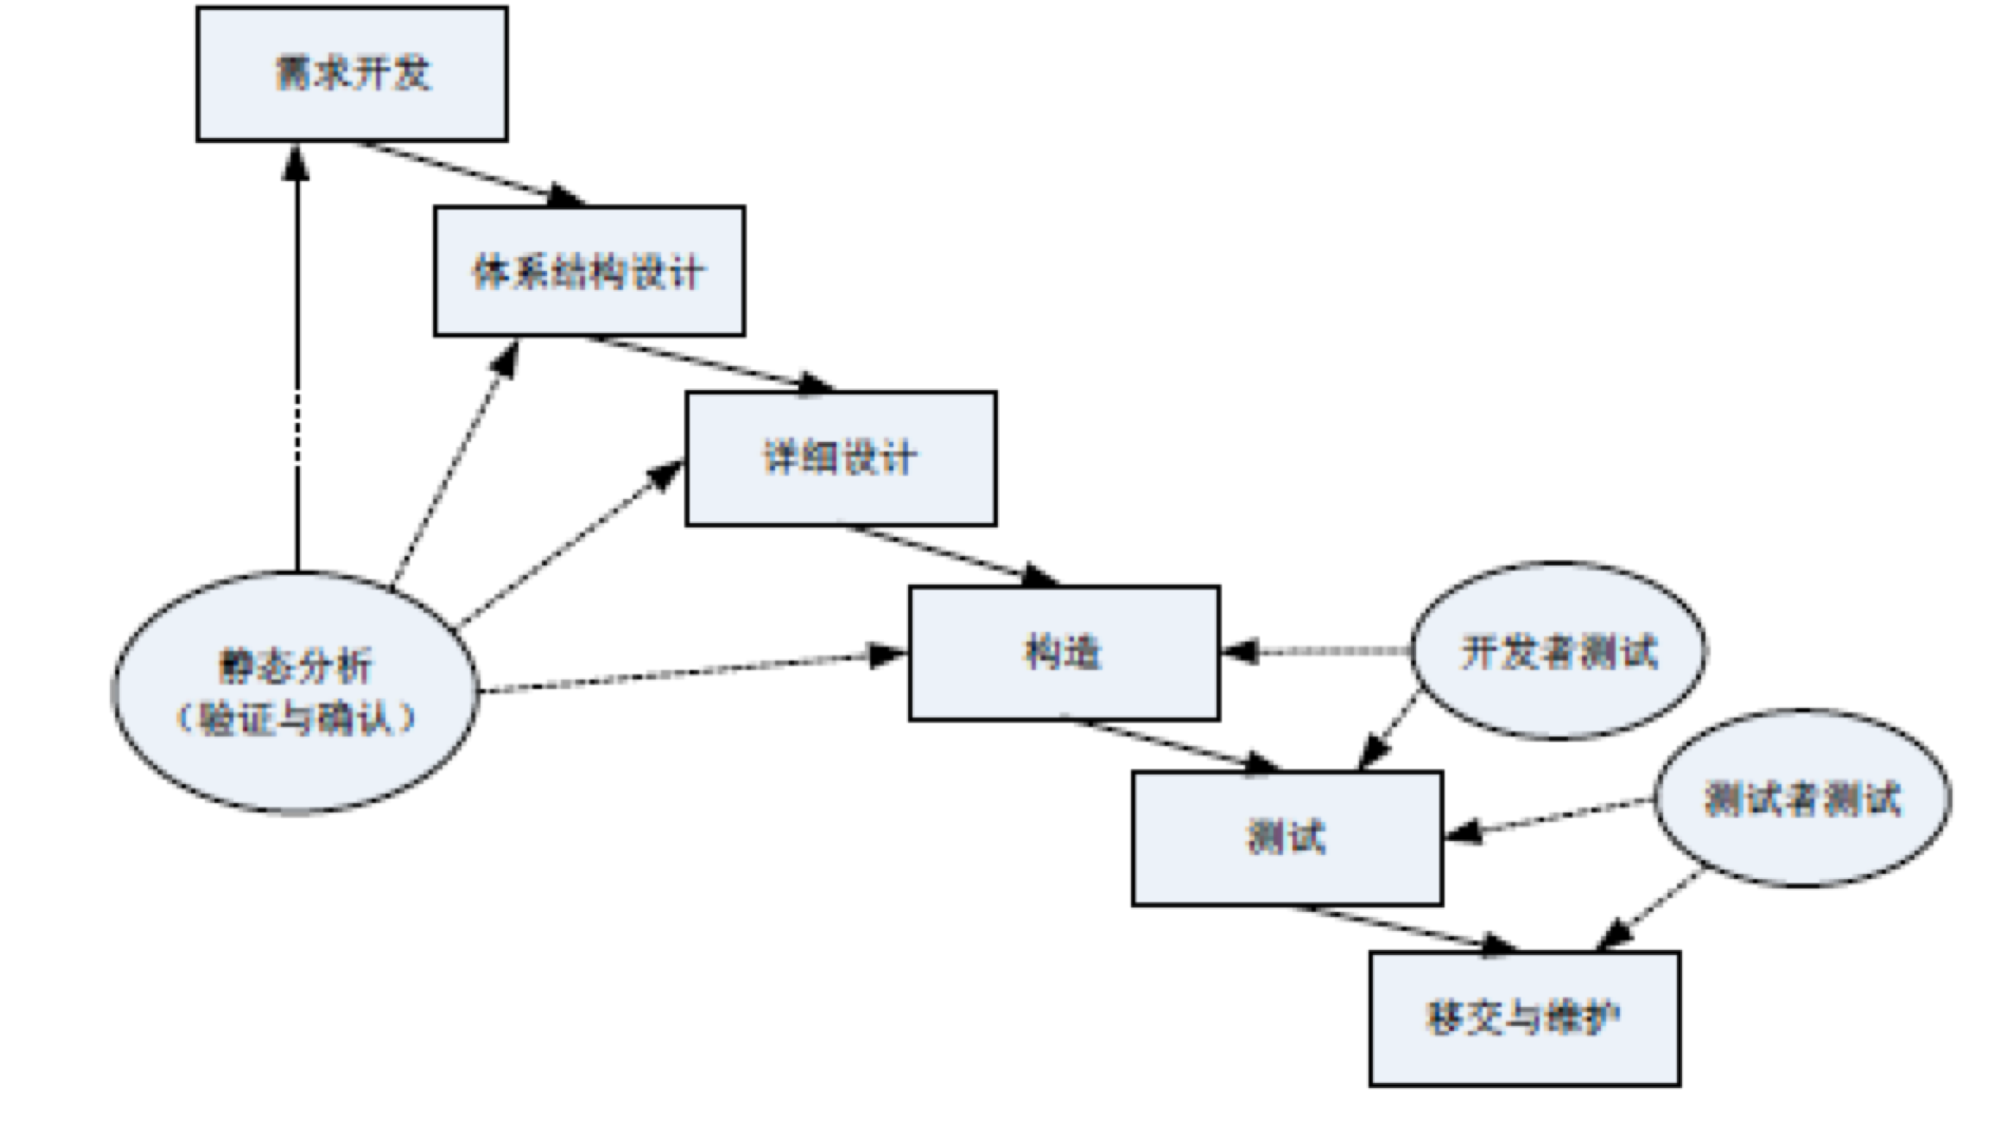 需求开发
体系结构设计
详细设计
构造
开发者测试
静态分析
（验证与确认）
测试者测试
测试
移交与维护